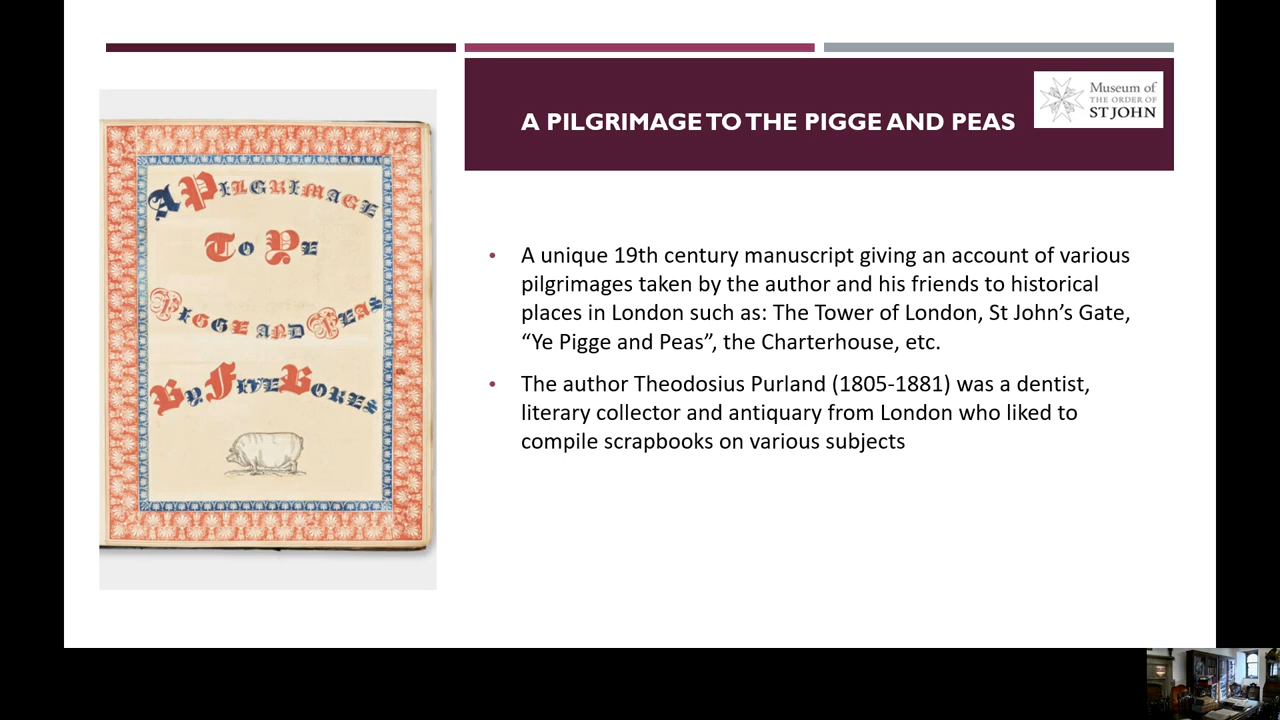 A PILGRIMAGE TO THE PIGGE AND PEAS
Museum of
THE ORDER OF
ST JOHN
A PILGRIMAGE
TO YE
PIGGE AND PEAS
BY FIVE BORES
• A unique 19th century manuscript giving an account of various
pilgrimages taken by the author and his friends to historical
places in London such as: The Tower of London, St John’s Gate,
“Ye Pigge and Peas”, the Charterhouse, etc.
• The author Theodosius Purland (1805-1881) was a dentist,
literary collector and antiquary from London who liked to
compile scrapbooks on various subjects